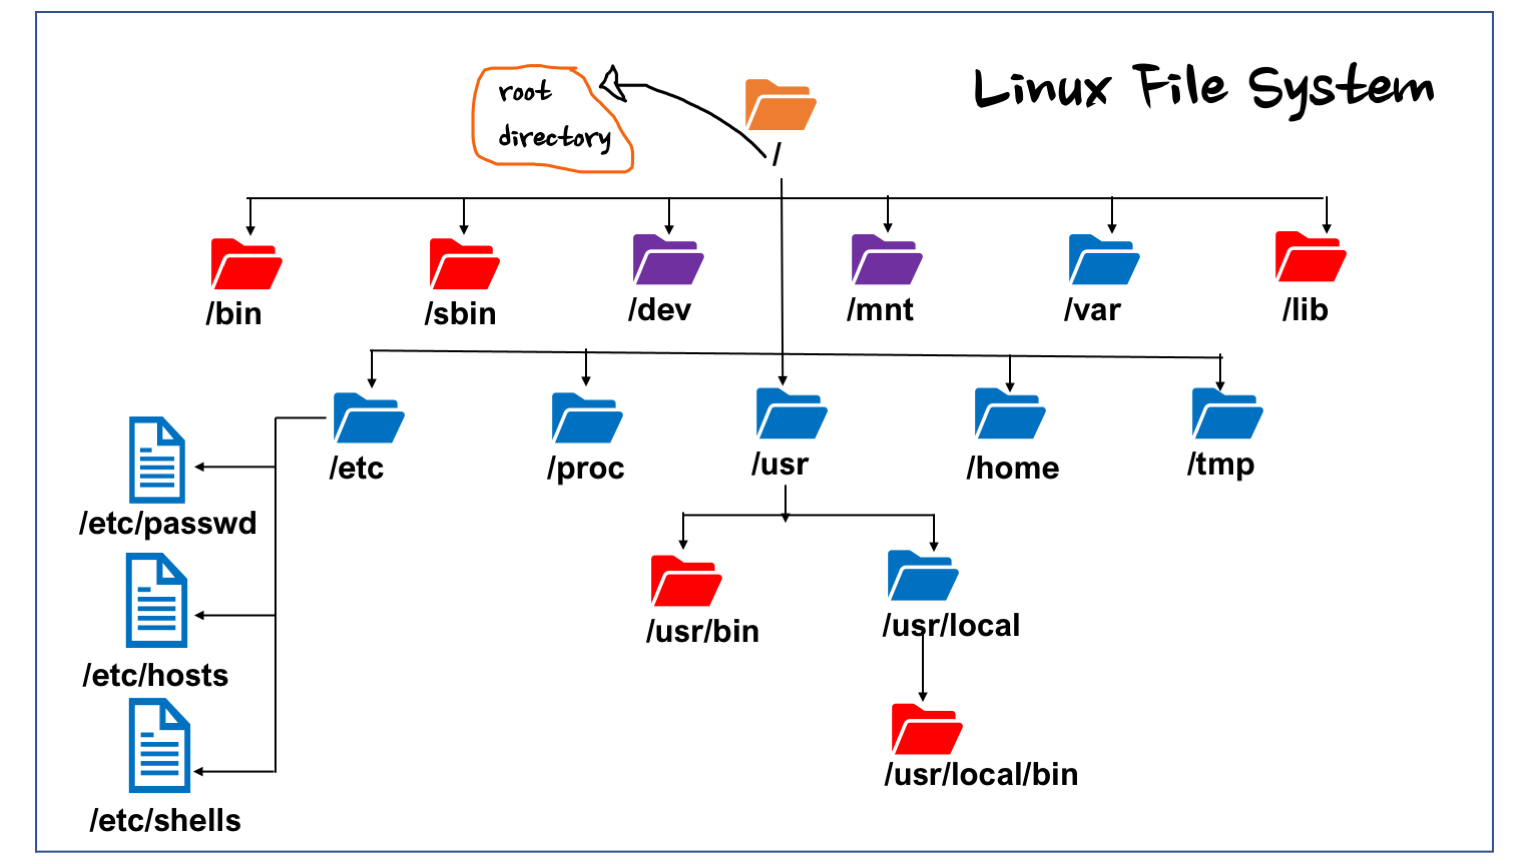 Linux File System
root
directory
/
/bin
/sbin
/dev
/mnt
/var
/lib
/etc
/proc
/usr
/home
/tmp
/etc/passwd
/usr/bin
/usr/local
/etc/hosts
/usr/local/bin
/etc/shells